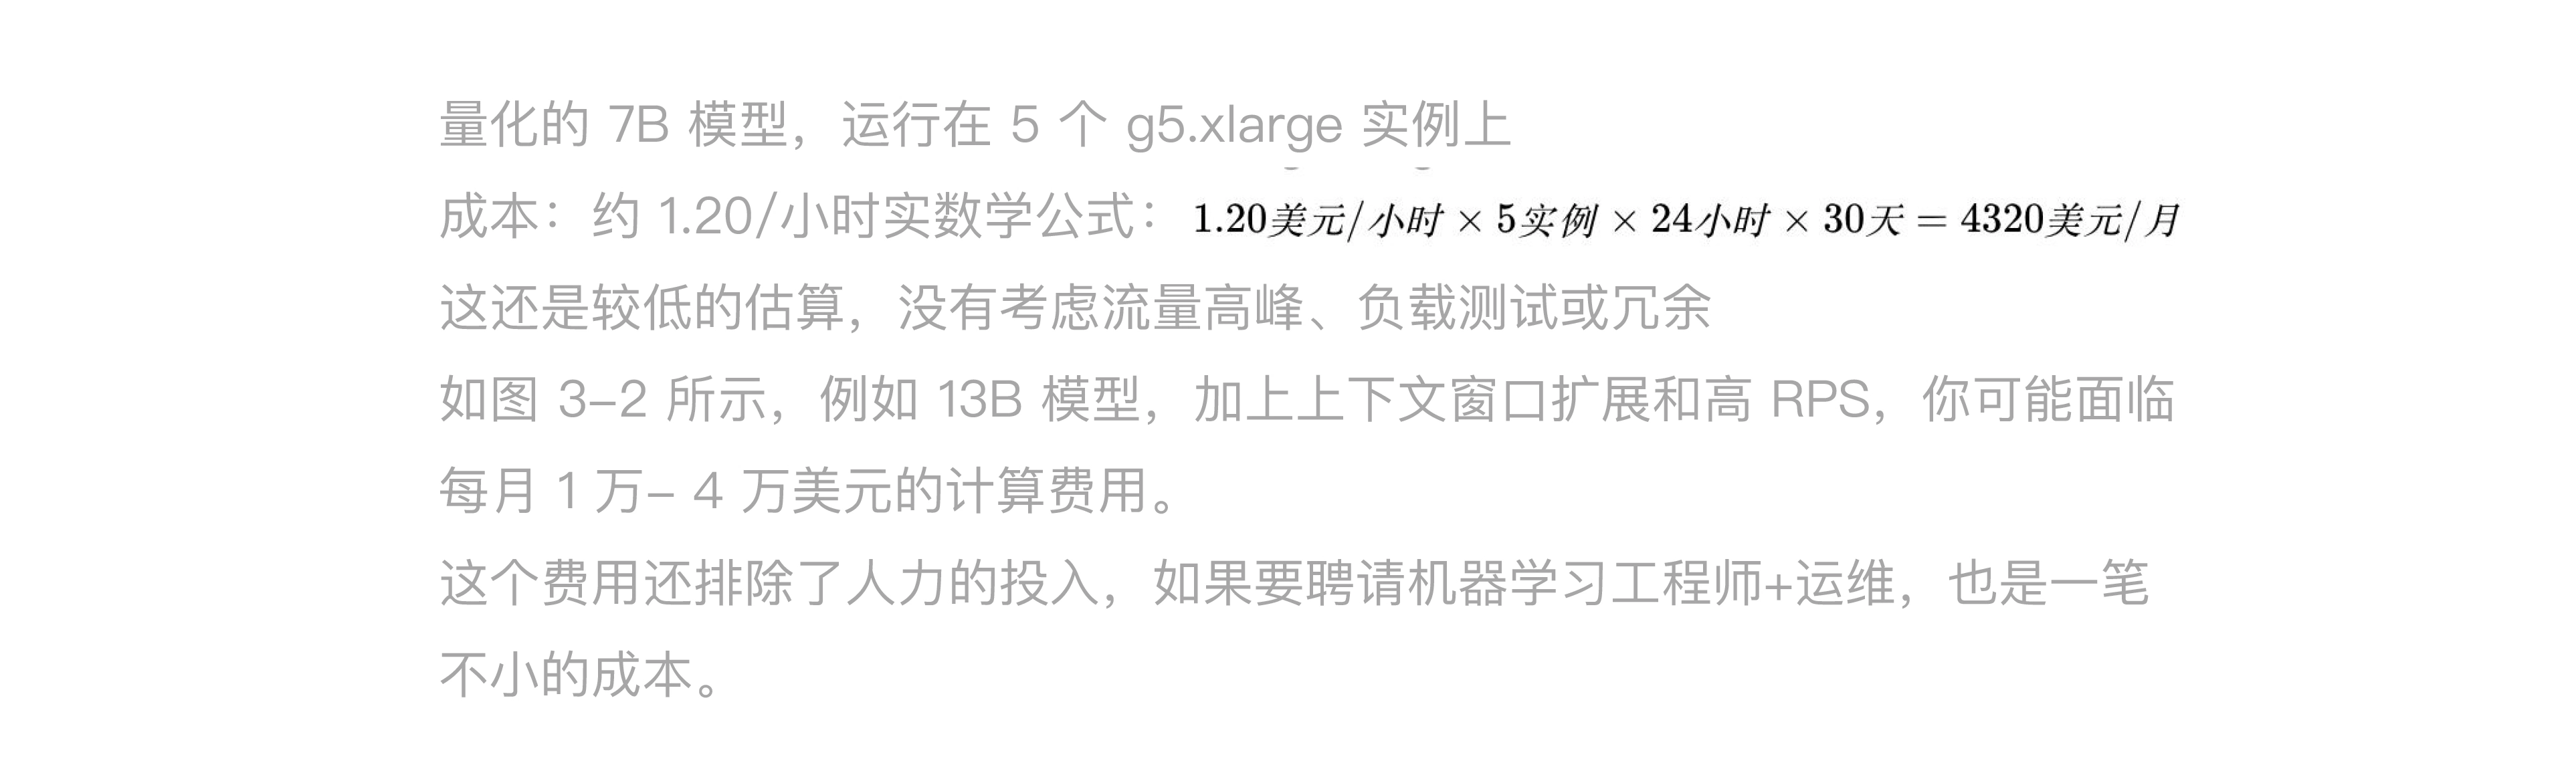 量化的 7B 模型，运行在 5 个 g5.xlarge 实例上
成本：约 1.20/小时实数学公式：1.20美元/小时 × 5实例 × 24小时 × 30天 = 4320美元/月
这还是较低的估算，没有考虑流量高峰、负载测试或冗余
如图 3-2 所示，例如 13B 模型，加上上下文窗口扩展和高 RPS，你可能面临
每月 1 万- 4 万美元的计算费用。
这个费用还排除了人力的投入，如果要聘请机器学习工程师+运维，也是一笔
不小的成本。